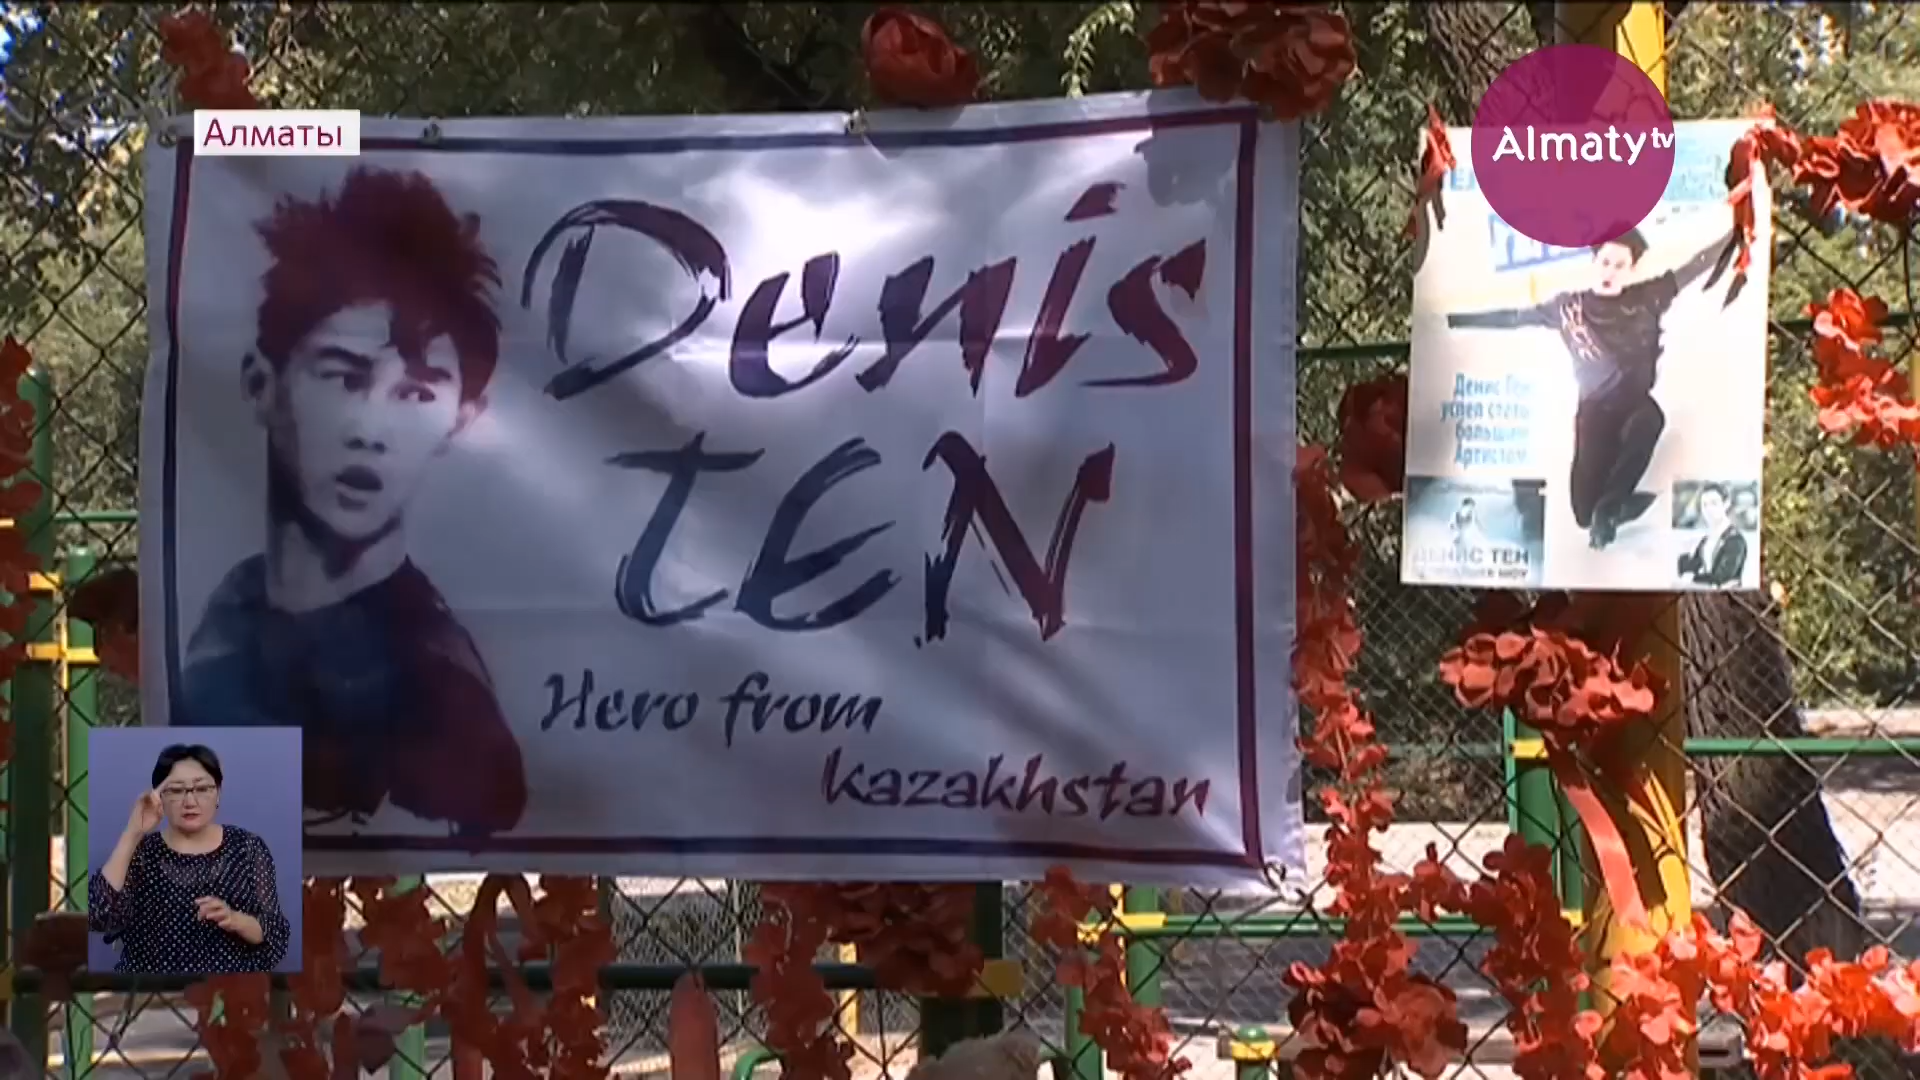 Алматы
Almaty tv
Denis
TEN
Hero from
kazakhstan
Денис Тен
успел стать
большим
Артистом
ДЕНИС ТЕН